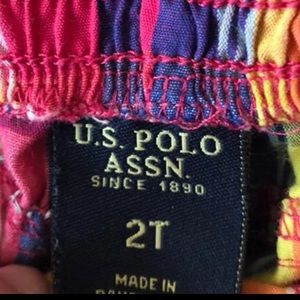 U.S. POLO
ASSN.
SINCE 1890
2T
MADE IN